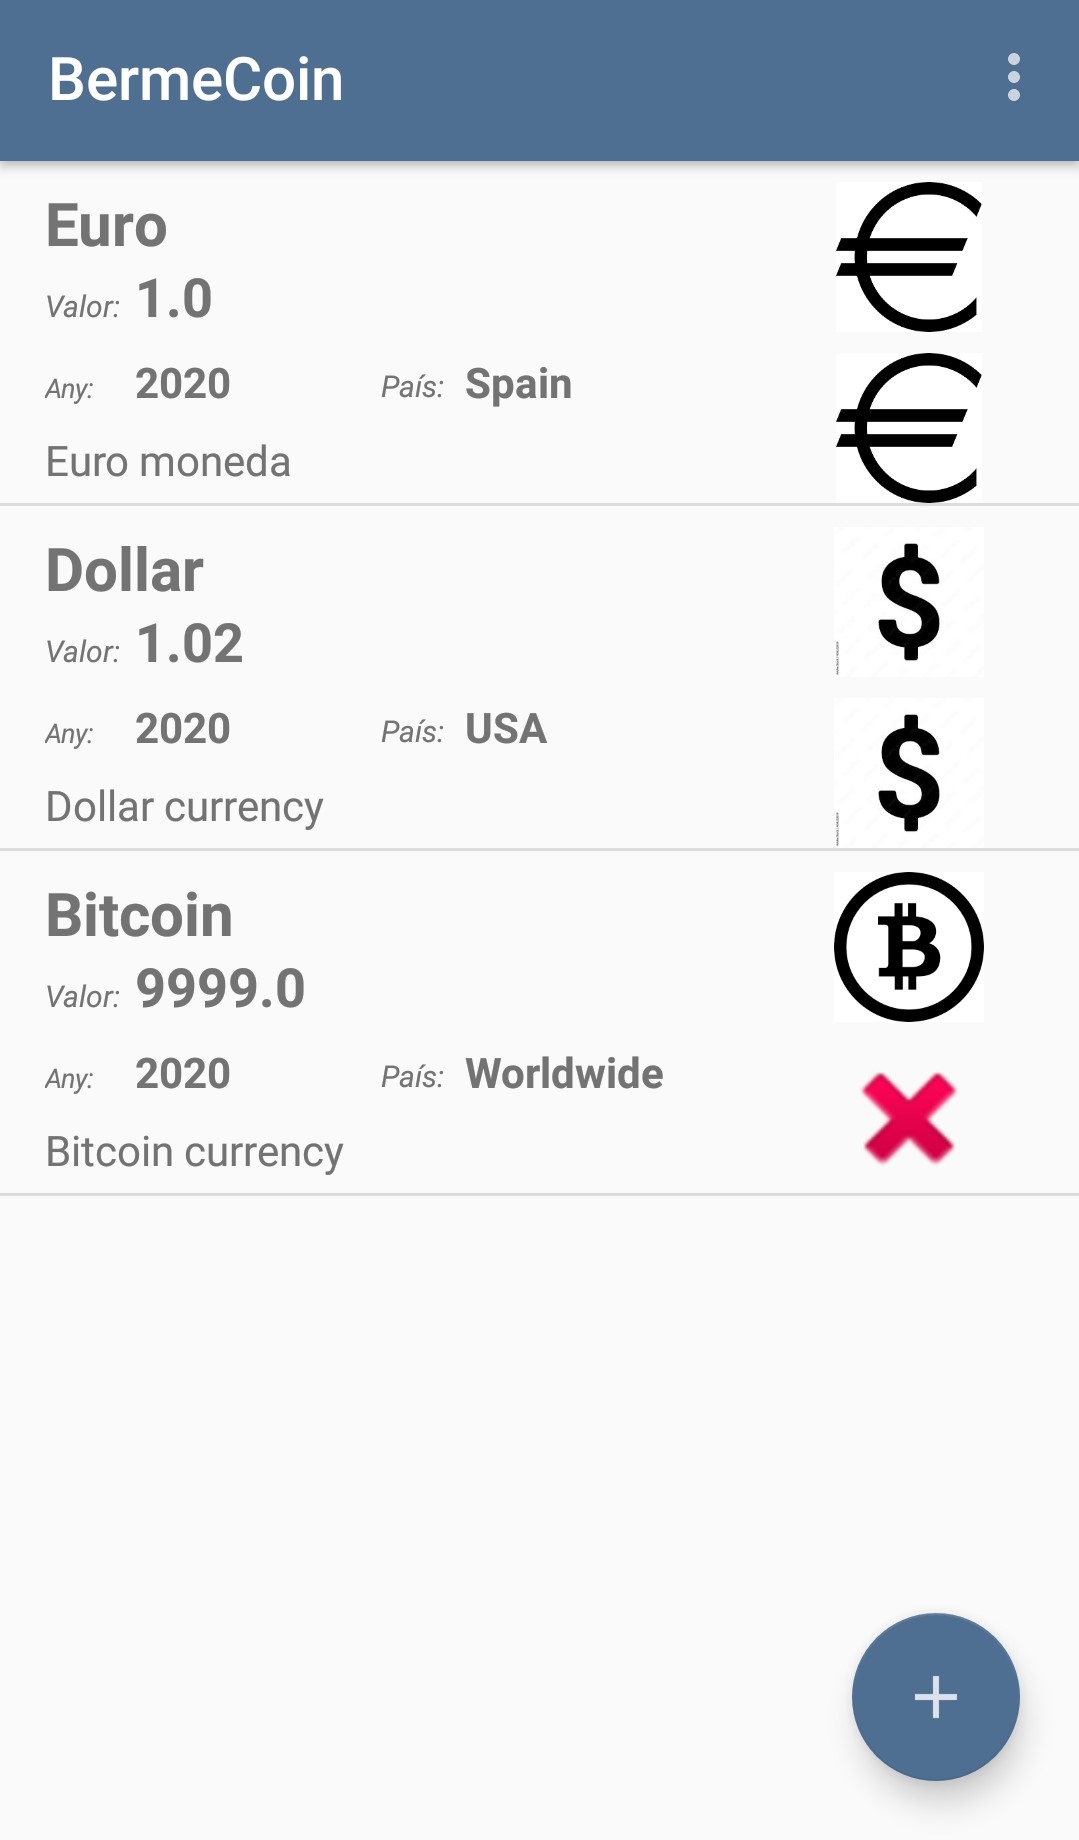 BermeCoin
Euro
Valor: 1.0
Any: 2020 País: Spain
Euro moneda
Dollar
Valor: 1.02
Any: 2020 País: USA
Dollar currency
Bitcoin
Valor: 9999.0
Any: 2020 País: Worldwide
Bitcoin currency